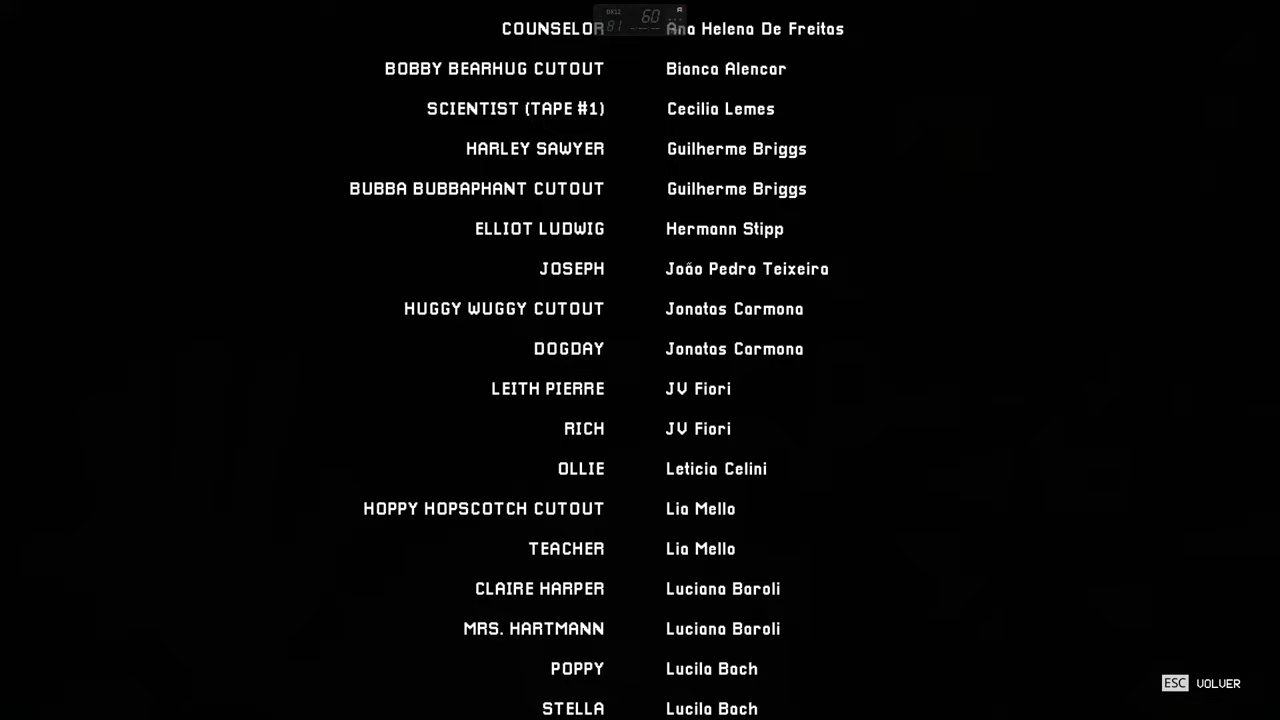 COUNSELOR Ana Helena De Freitas
BOBBY BEARHUG CUTOUT Bianca Alencar
SCIENTIST (TAPE #1) Cecilia Lemes
HARLEY SAWYER Guilherme Briggs
BUBBA BUBBAPHANT CUTOUT Guilherme Briggs
ELLIOT LUDWIG Hermann Stipp
JOSEPH João Pedro Teixeira
HUGGY WUGGY CUTOUT Jonatas Carmona
DOGDAY Jonatas Carmona
LEITH PIERRE JV Fiori
RICH JV Fiori
OLLIE Leticia Celini
HOPPY HOPSCOTCH CUTOUT Lia Mello
TEACHER Lia Mello
CLAIRE HARPER Luciana Baroli
MRS. HARTMANN Luciana Baroli
POPPY Lucila Bach
STELLA Lucila Bach
ESC VOLVER
60
81